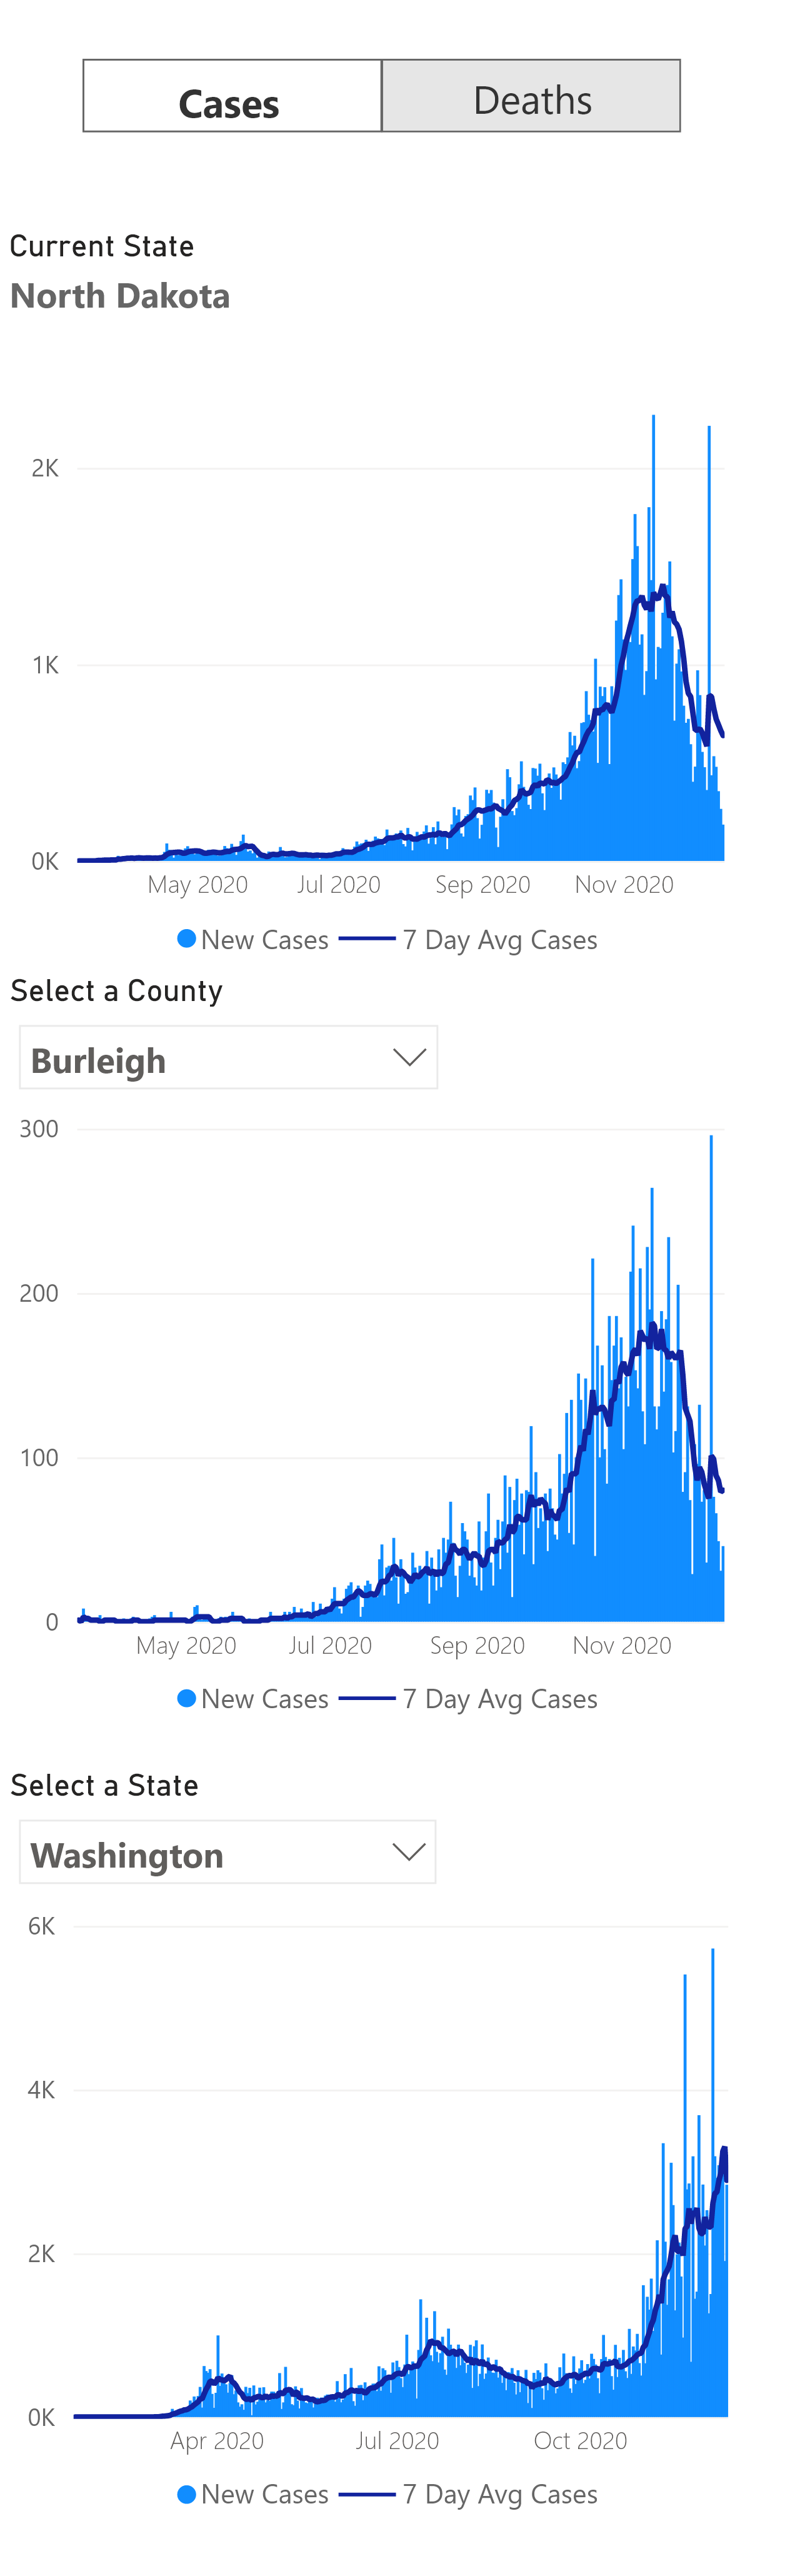 Cases Deaths
Current State
North Dakota
2K
1K
0K
May 2020 Jul 2020 Sep 2020 Nov 2020
New Cases 7 Day Avg Cases
Select a County
Burleigh
300
200
100
0
May 2020 Jul 2020 Sep 2020 Nov 2020
New Cases 7 Day Avg Cases
Select a State
Washington
6K
4K
2K
0K
Apr 2020 Jul 2020 Oct 2020
New Cases 7 Day Avg Cases